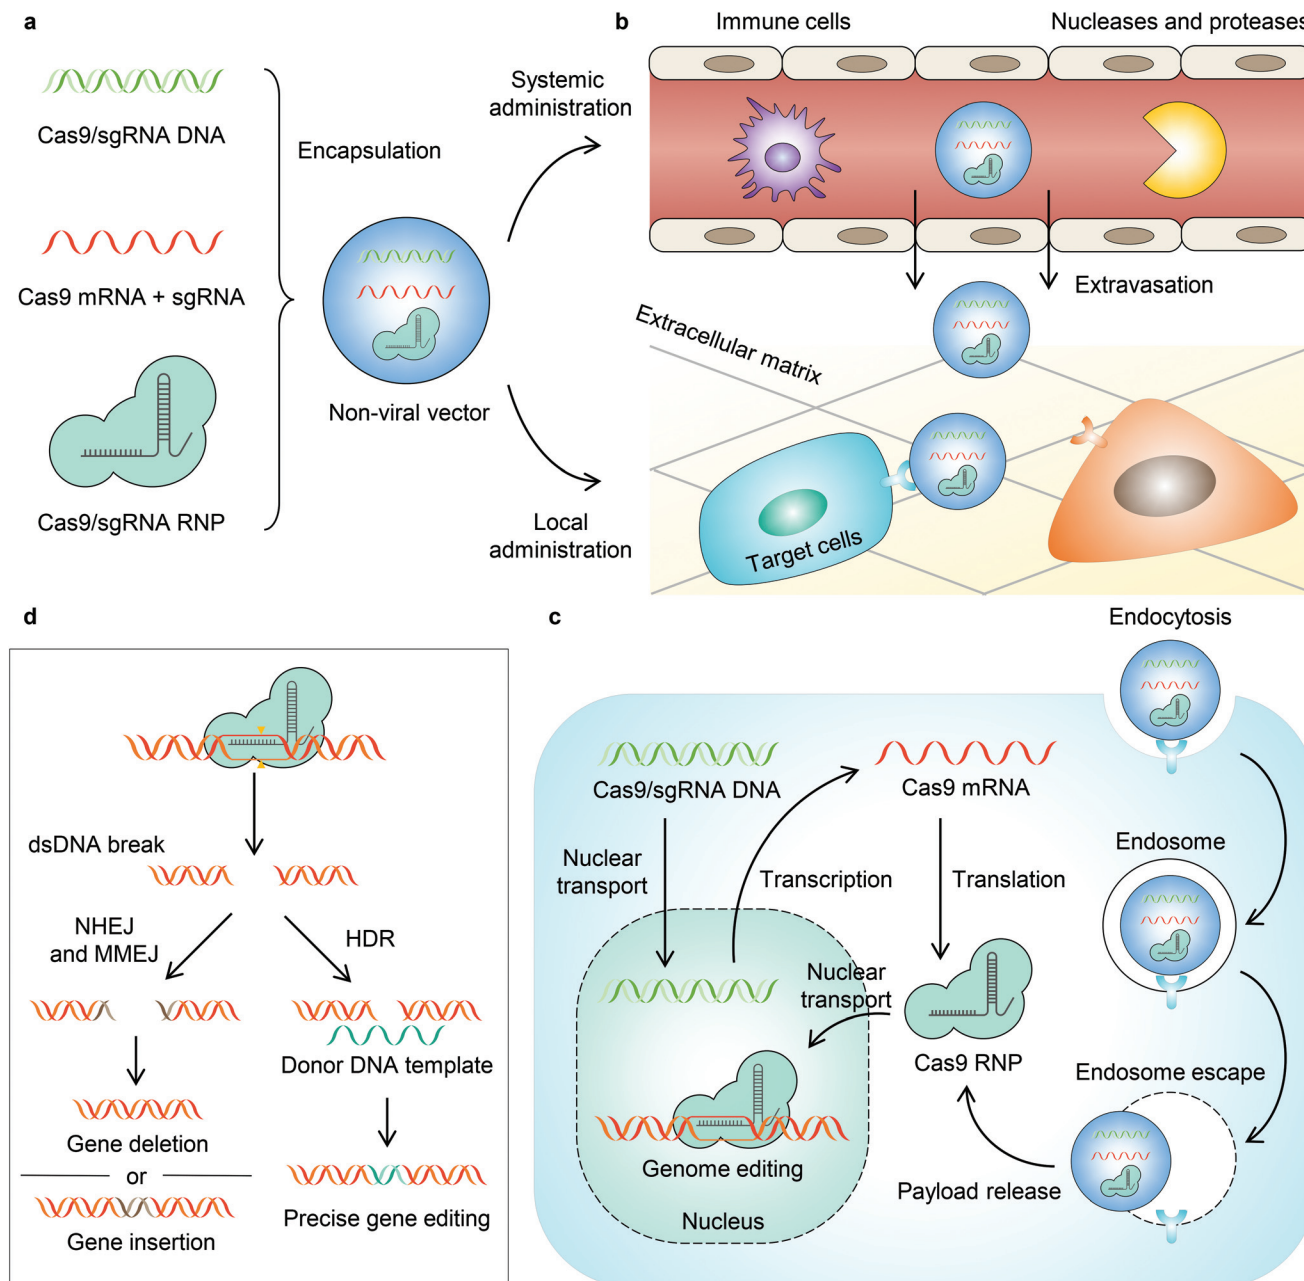 a
Cas9/sgRNA DNA
Cas9 mRNA + sgRNA
Cas9/sgRNA RNP
Encapsulation
Non-viral vector
Systemic
administration
Local
administration
b
Immune cells
Nucleases and proteases
Extravasation
Extracellular matrix
Target cells
d
dsDNA break
NHEJ
and MMEJ
HDR
Donor DNA template
Gene deletion
or
Gene insertion
Precise gene editing
c
Endocytosis
Cas9/sgRNA DNA
Cas9 mRNA
Nuclear
transport
Transcription
Translation
Endosome
Nuclear
transport
Cas9 RNP
Endosome escape
Genome editing
Payload release
Nucleus